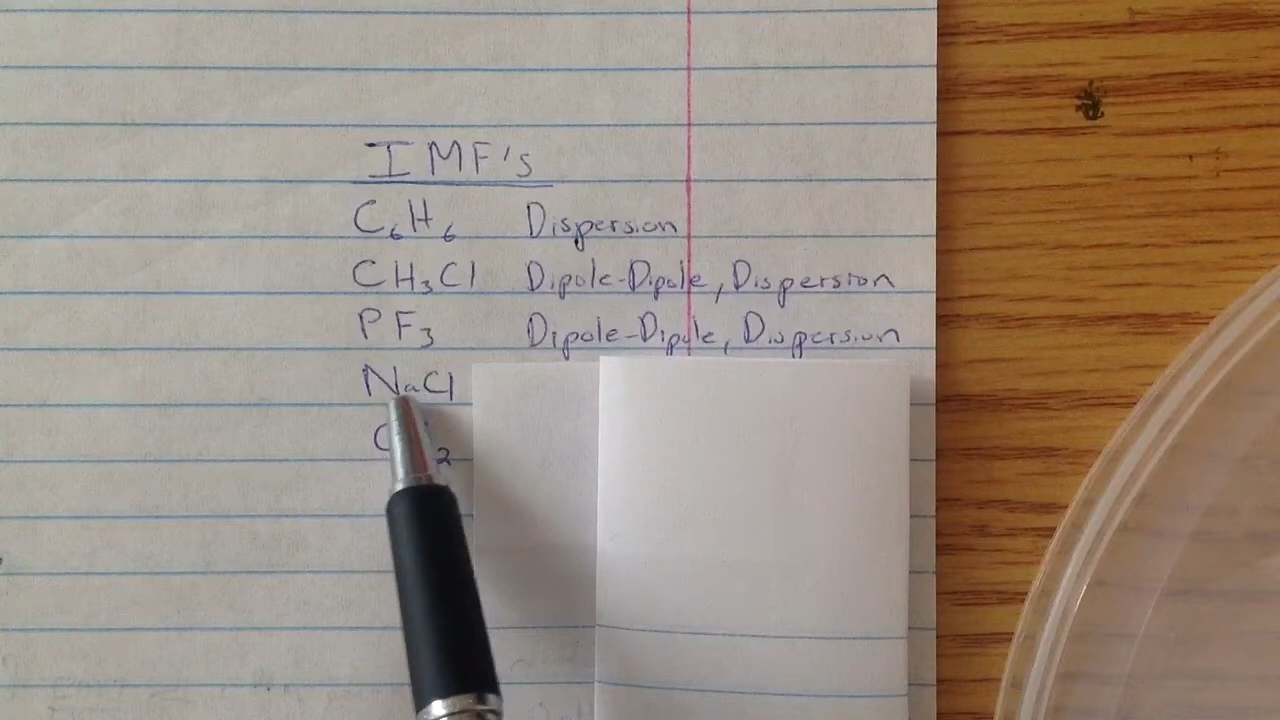 IMF's
C₆H₆ Dispersion
CH₃Cl Dipole-Dipole, Dispersion
PF₃ Dipole-Dipole, Dispersion
NaCl